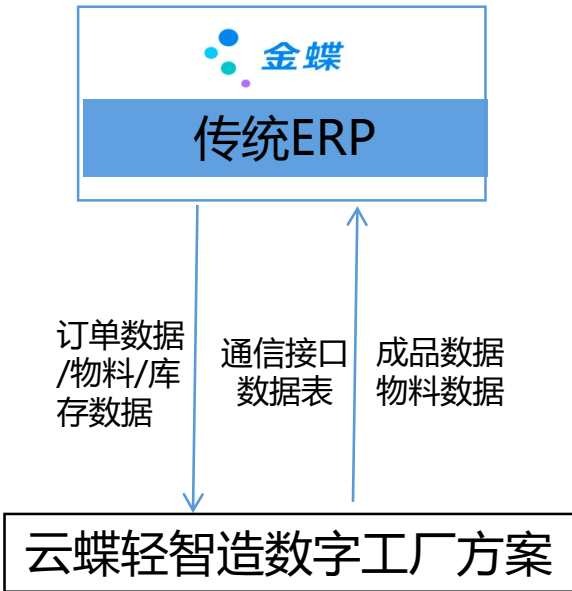 金蝶
传统ERP
订单数据
/物料/库
存数据
通信接口
数据表
成品数据
物料数据
云蝶轻智造数字工厂方案